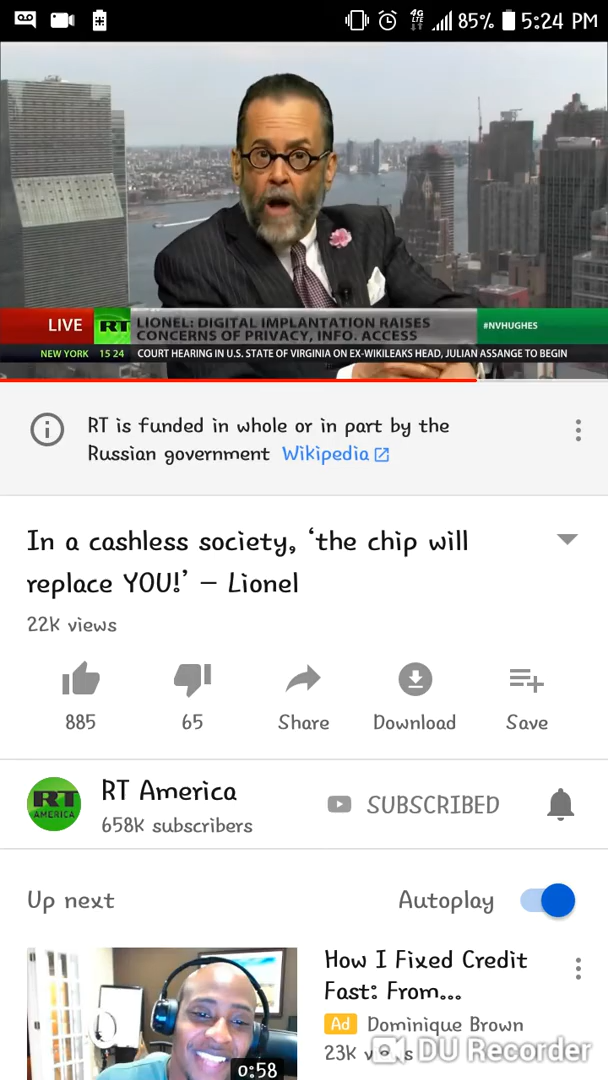 4G
LTE
85%
5:24 PM
LIVE
RT
LIONEL: DIGITAL IMPLANTATION RAISES
CONCERNS OF PRIVACY, INFO. ACCESS
#NVHUGHES
NEW YORK 15 24 COURT HEARING IN U.S. STATE OF VIRGINIA ON EX-WIKILEAKS HEAD, JULIAN ASSANGE TO BEGIN
RT is funded in whole or in part by the
Russian government Wikipedia
In a cashless society, ‘the chip will
replace YOU!’ – Lionel
22K views
885
65
Share
Download
Save
RT
AMERICA
RT America
658K subscribers
SUBSCRIBED
Up next
Autoplay
0:58
How I Fixed Credit
Fast: From...
Ad Dominique Brown
23K views
DU Recorder